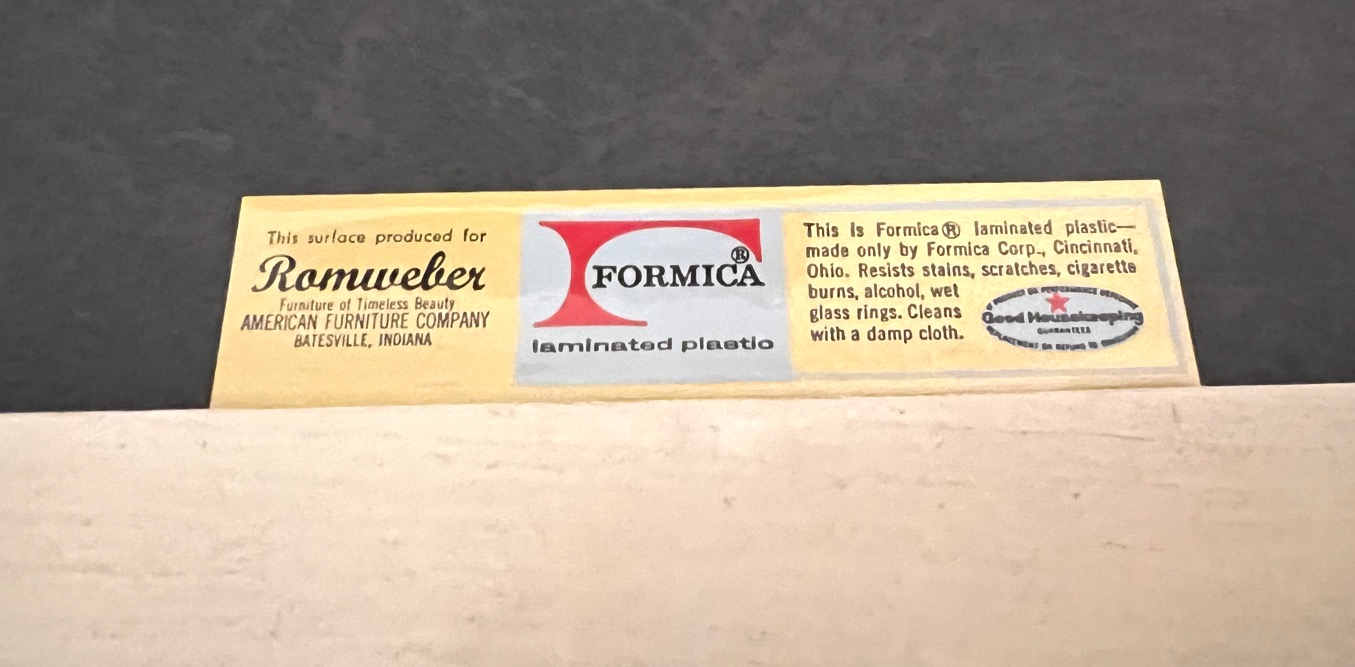 This surface produced for
Romweber
Furniture of Timeless Beauty
AMERICAN FURNITURE COMPANY
BATESVILLE, INDIANA
FORMICA®
laminated plastic
This Is Formica® laminated plastic—
made only by Formica Corp., Cincinnati,
Ohio. Resists stains, scratches, cigarette
burns, alcohol, wet
glass rings. Cleans
with a damp cloth.
Good Housekeeping
GUARANTEES